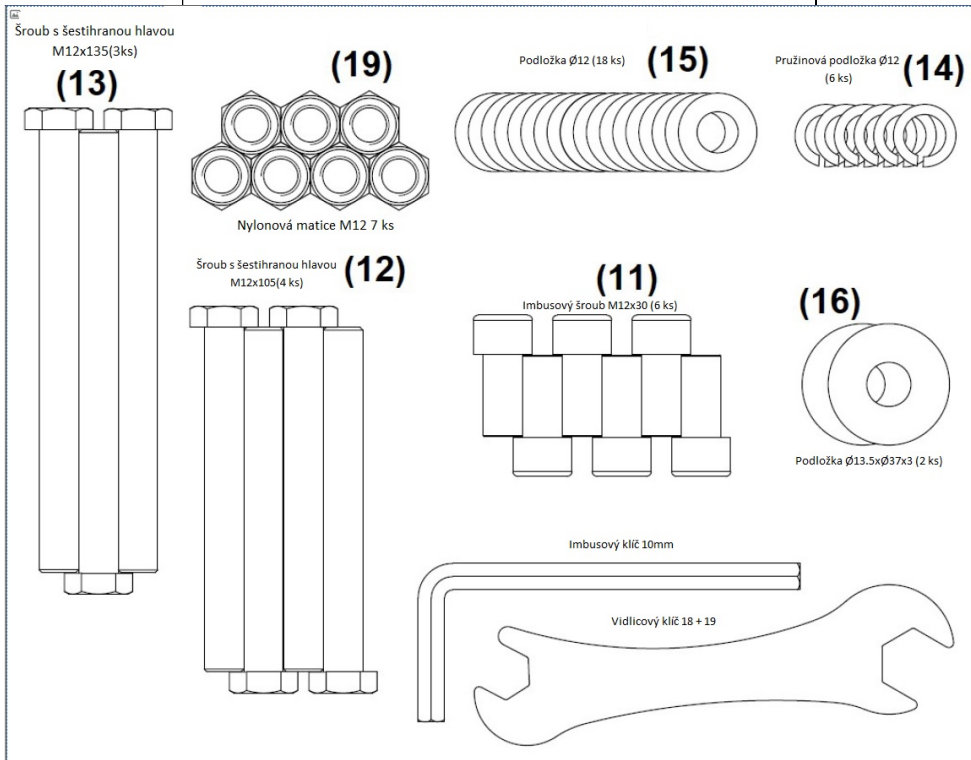 Šroub s šestihranou hlavou
M12x135(3ks)
(13)
(19)
Nylonová matice M12 7 ks
Podložka Ø12 (18 ks)
(15)
Pružinová podložka Ø12
(6 ks)
(14)
Šroub s šestihranou hlavou
M12x105(4 ks)
(12)
(11)
Imbusový šroub M12x30 (6 ks)
(16)
Podložka Ø13.5xØ37x3 (2 ks)
Imbusový klíč 10mm
Vidlicový klíč 18 + 19